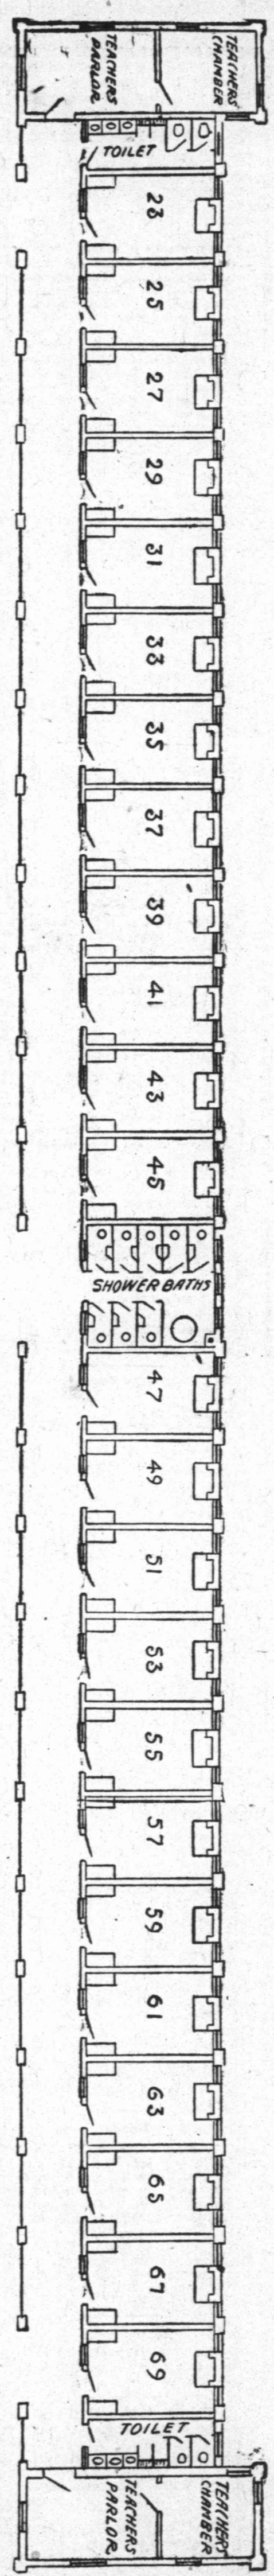 TEACHERS
CHAMBER
TEACHERS
PARLOR
TOILET
23
25
27
29
31
33
35
37
39
41
43
45
SHOWER BATHS
47
49
51
53
55
57
59
61
63
65
67
69
TOILET
TEACHERS
CHAMBER
TEACHERS
PARLOR